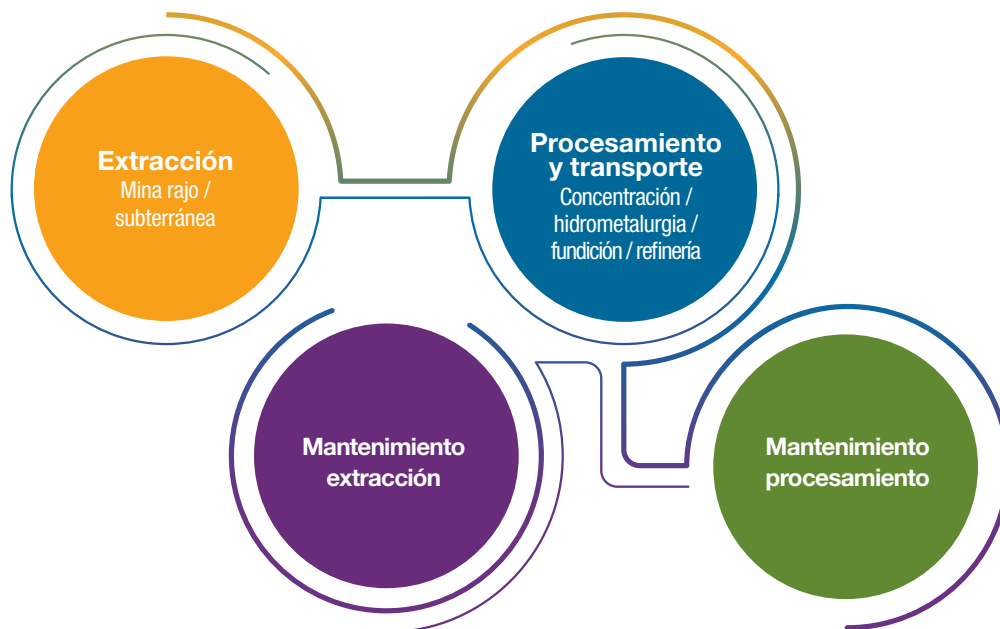 Extracción
Mina rajo /
subterránea
Procesamiento
y transporte
Concentración /
hidrometalurgia /
fundición / refinería
Mantenimiento
extracción
Mantenimiento
procesamiento